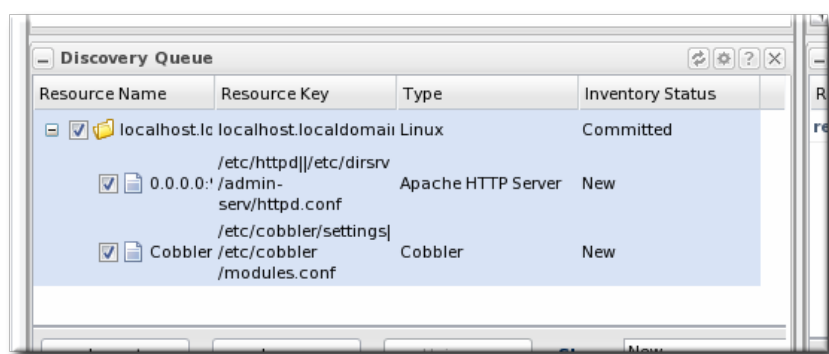 Discovery Queue
Resource Name Resource Key Type Inventory Status
localhost.lo localhost.localdomai Linux Committed
/etc/httpd||/etc/dirsrv
0.0.0.0: /admin- Apache HTTP Server New
serv/httpd.conf
/etc/cobbler/settings|
Cobbler /etc/cobbler Cobbler New
/modules.conf
New